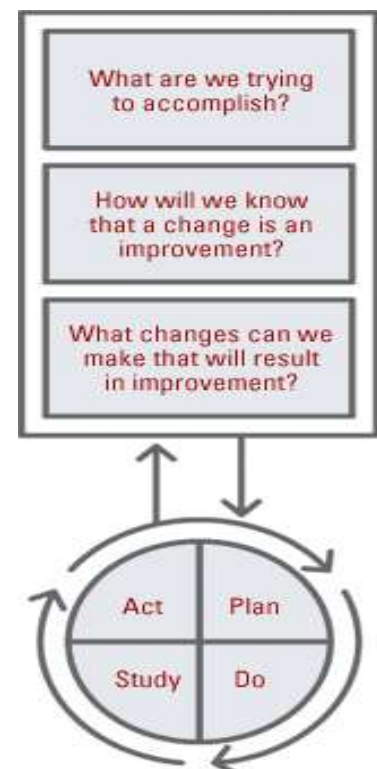 What are we trying
to accomplish?
How will we know
that a change is an
improvement?
What changes can we
make that will result
in improvement?
Act
Plan
Study
Do